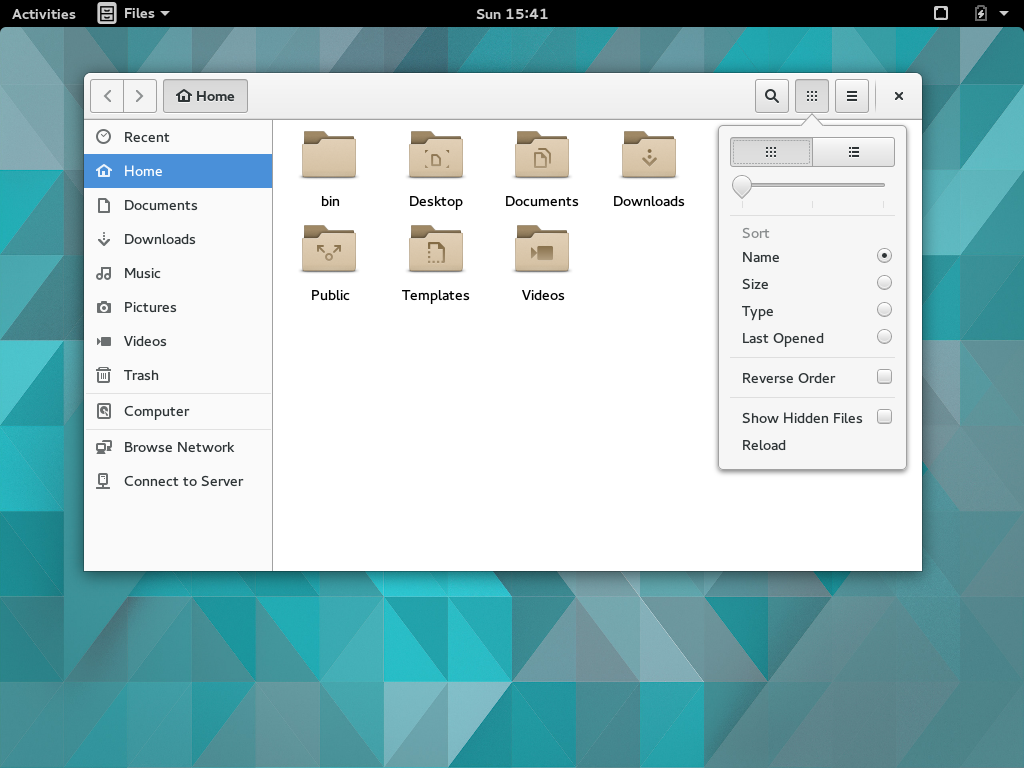 Activities Files Sun 15:41
Home
Recent
Home
Documents
Downloads
Music
Pictures
Videos
Trash
Computer
Browse Network
Connect to Server
bin Desktop Documents Downloads
Public Templates Videos
Sort
Name
Size
Type
Last Opened
Reverse Order
Show Hidden Files
Reload